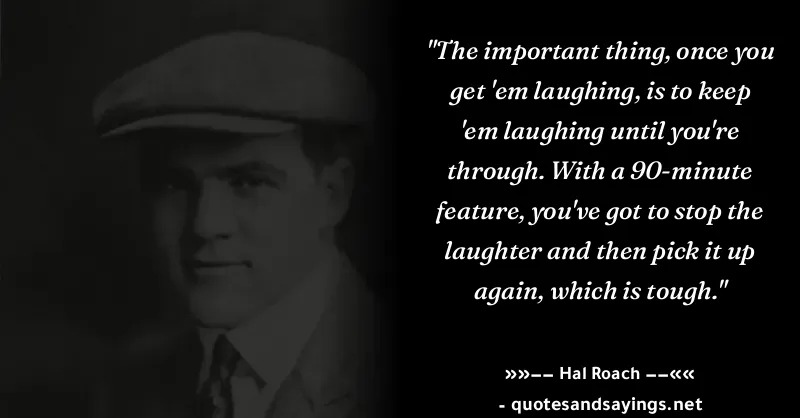 "The important thing, once you
get 'em laughing, is to keep
'em laughing until you're
through. With a 90-minute
feature, you've got to stop the
laughter and then pick it up
again, which is tough."
»»−− Hal Roach −−««
- quotesandsayings.net